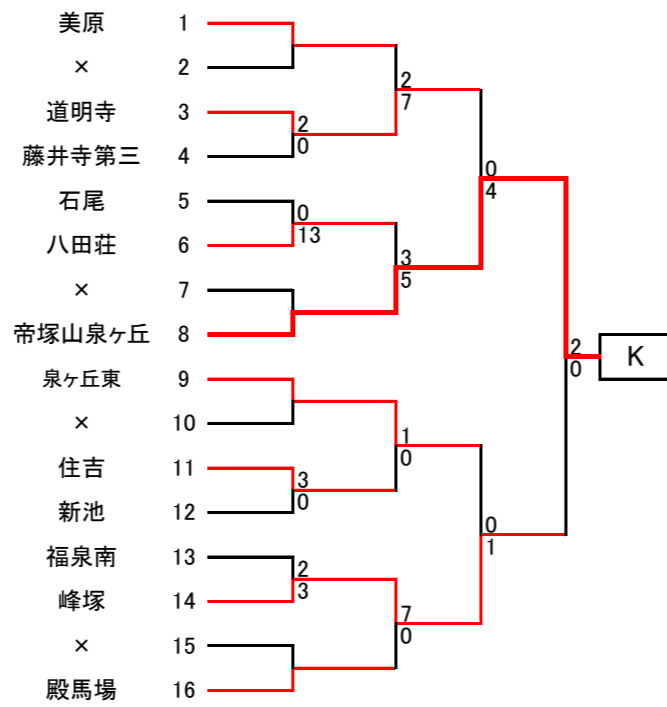 美原 1
× 2
道明寺 3
藤井寺第三 4
石尾 5
八田荘 6
× 7
帝塚山泉ヶ丘 8
泉ヶ丘東 9
× 10
住吉 11
新池 12
福泉南 13
峰塚 14
× 15
殿馬場 16
2
0
0
13
3
0
2
3
2
7
3
5
1
0
7
0
0
4
0
1
2
0
K